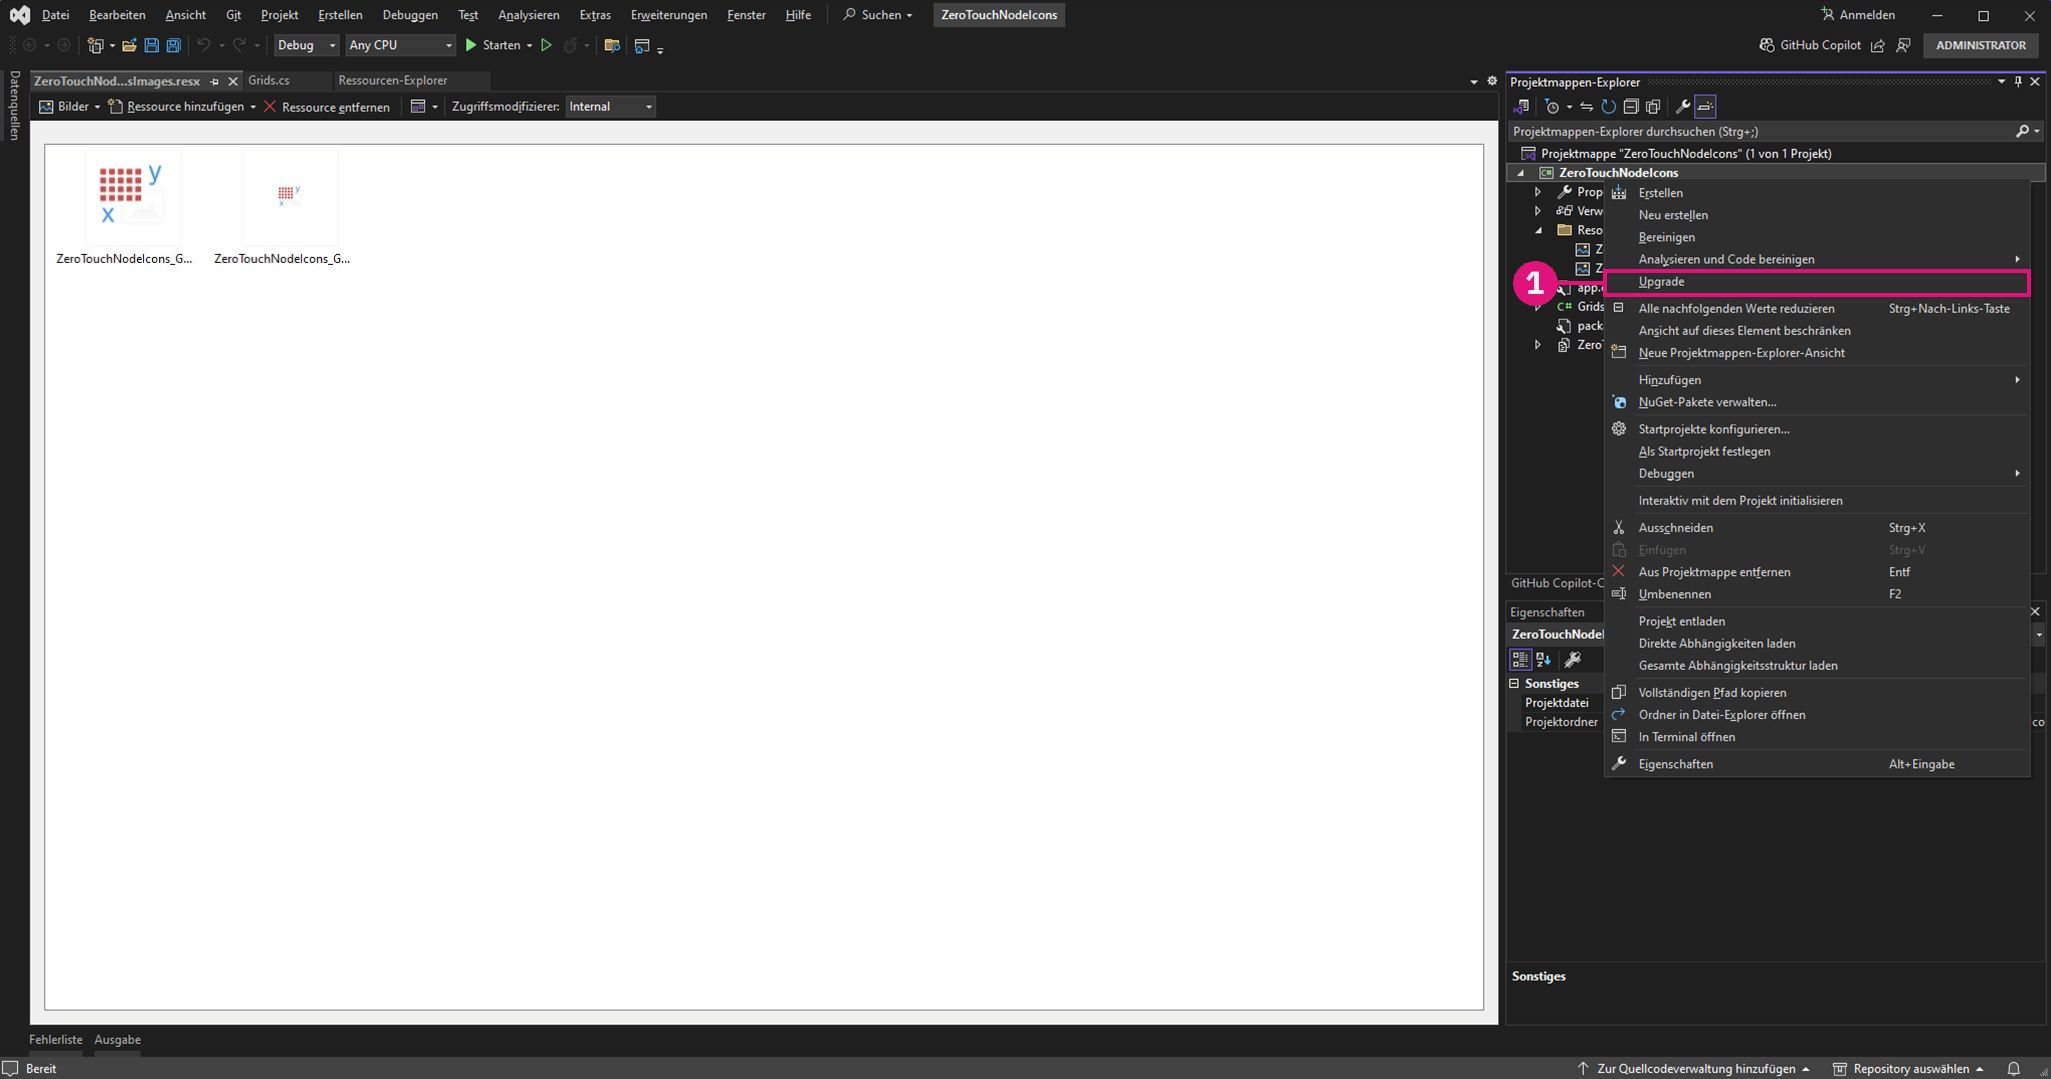 Datei Bearbeiten Ansicht Git Projekt Erstellen Debuggen Test Analysieren Extras Erweiterungen Fenster Hilfe Suchen ZeroTouchNodeIcons Anmelden
Debug Any CPU Starten GitHub Copilot ADMINISTRATOR
Datenquellen
ZeroTouchNod...sImages.resx Grids.cs Ressourcen-Explorer
Bilder Ressource hinzufügen Ressource entfernen Zugriffsmodifizierer: Internal
y
x
y
x
ZeroTouchNodeIcons_G... ZeroTouchNodeIcons_G...
Projektmappen-Explorer
Projektmappen-Explorer durchsuchen (Strg+;)
Projektmappe "ZeroTouchNodeIcons" (1 von 1 Projekt)
C# ZeroTouchNodeIcons
Prop
Verw
Reso
Z
Z
app.c
C# Grids
pack
ZeroT
1
Erstellen
Neu erstellen
Bereinigen
Analysieren und Code bereinigen
Upgrade
Alle nachfolgenden Werte reduzieren Strg+Nach-Links-Taste
Ansicht auf dieses Element beschränken
Neue Projektmappen-Explorer-Ansicht
Hinzufügen
NuGet-Pakete verwalten...
Startprojekte konfigurieren...
Als Startprojekt festlegen
Debuggen
Interaktiv mit dem Projekt initialisieren
Ausschneiden Strg+X
Einfügen Strg+V
Aus Projektmappe entfernen Entf
Umbenennen F2
Projekt entladen
Direkte Abhängigkeiten laden
Gesamte Abhängigkeitsstruktur laden
Vollständigen Pfad kopieren
Ordner in Datei-Explorer öffnen
In Terminal öffnen
Eigenschaften Alt+Eingabe
GitHub Copilot-C
Eigenschaften
ZeroTouchNodeI
Sonstiges
Projektdatei
Projektordner co
Sonstiges
Fehlerliste Ausgabe
Bereit Zur Quellcodeverwaltung hinzufügen Repository auswählen